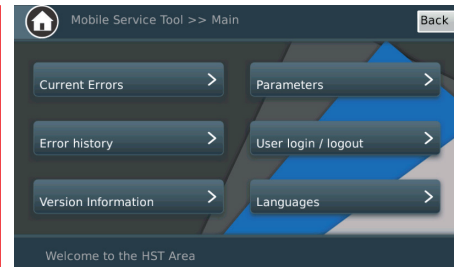 Mobile Service Tool >> Main
Back
Current Errors
Parameters
Error history
User login / logout
Version Information
Languages
Welcome to the HST Area